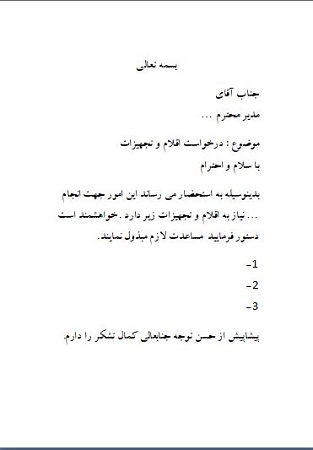 بسمه تعالی
جناب آقای
مدیر محترم ...
موضوع : درخواست اقلام و تجهیزات
با سلام و احترام
بدینوسیله به استحضار می رساند این امور جهت انجام
... نیاز به اقلام و تجهیزات زیر دارد . خواهشمند است
دستور فرمایید مساعدت لازم مبذول نمایند.
1-
2-
3-
پیشاپیش از حسن توجه جنابعالی کمال تشکر را دارم.